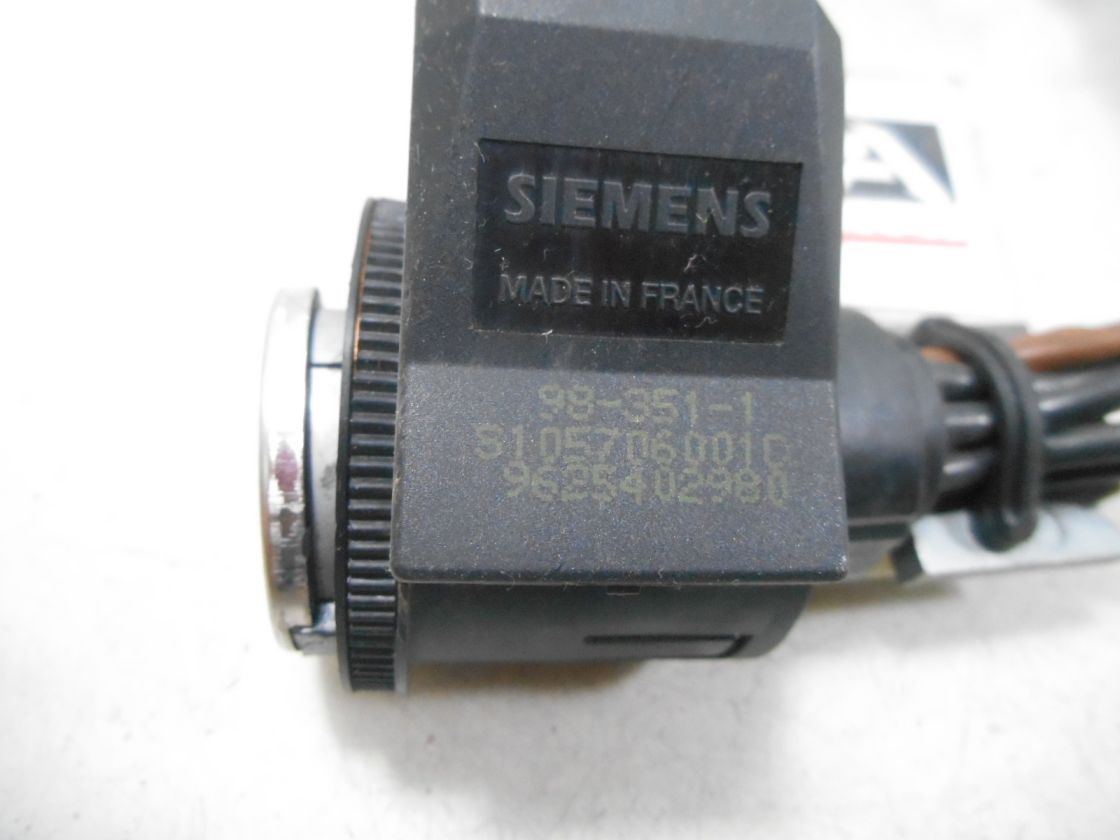 SIEMENS
MADE IN FRANCE
98-351-1
S105706001C
9625402980
A